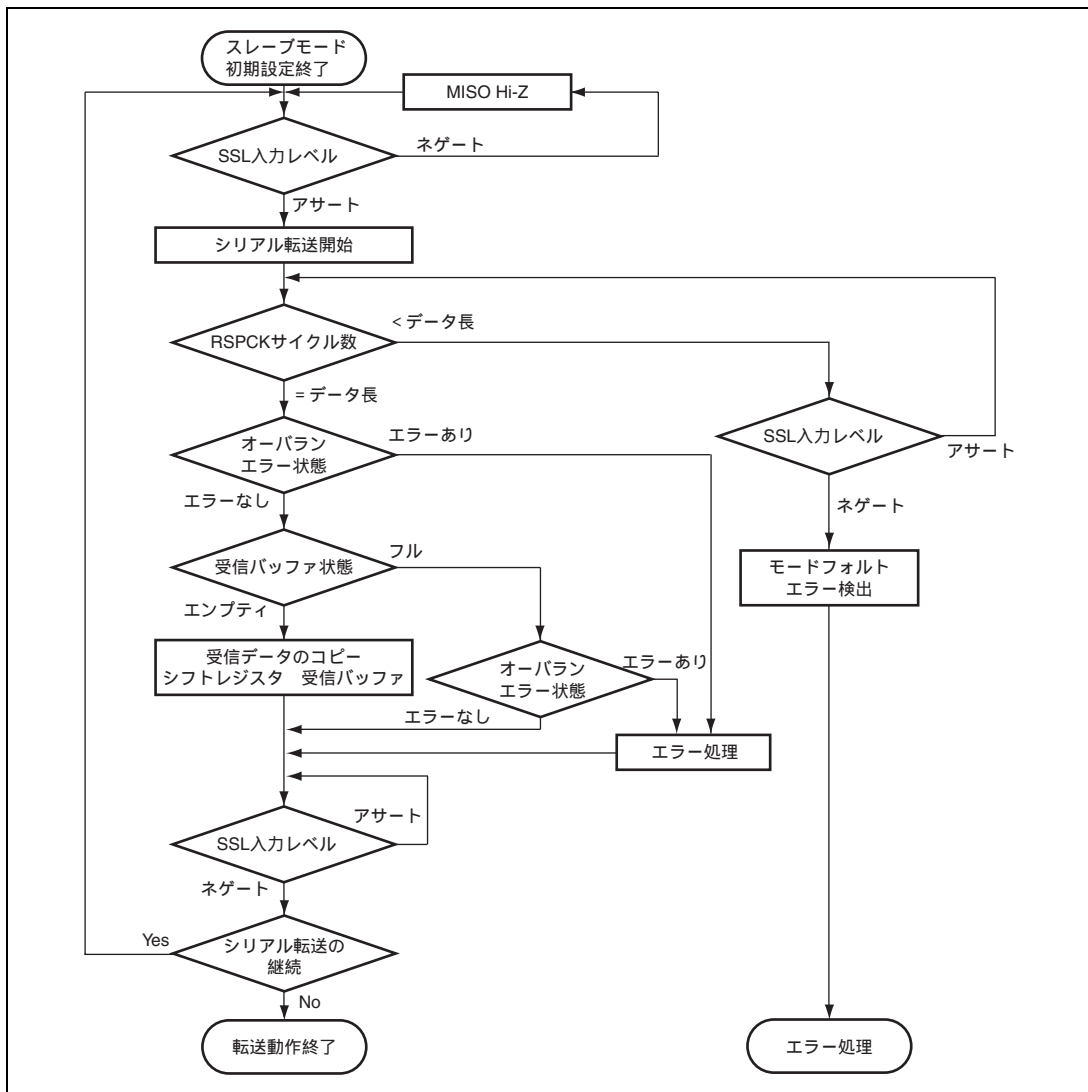 スレーブモード
初期設定終了
MISO Hi-Z
SSL入力レベル
ネゲート
アサート
シリアル転送開始
RSPCKサイクル数
< データ長
= データ長
SSL入力レベル
アサート
ネゲート
オーバラン
エラー状態
エラーあり
エラーなし
モードフォルト
エラー検出
受信バッファ状態
フル
エンプティ
受信データのコピー
シフトレジスタ 受信バッファ
オーバラン
エラー状態
エラーあり
エラーなし
エラー処理
アサート
SSL入力レベル
ネゲート
シリアル転送の
継続
Yes
No
転送動作終了
エラー処理